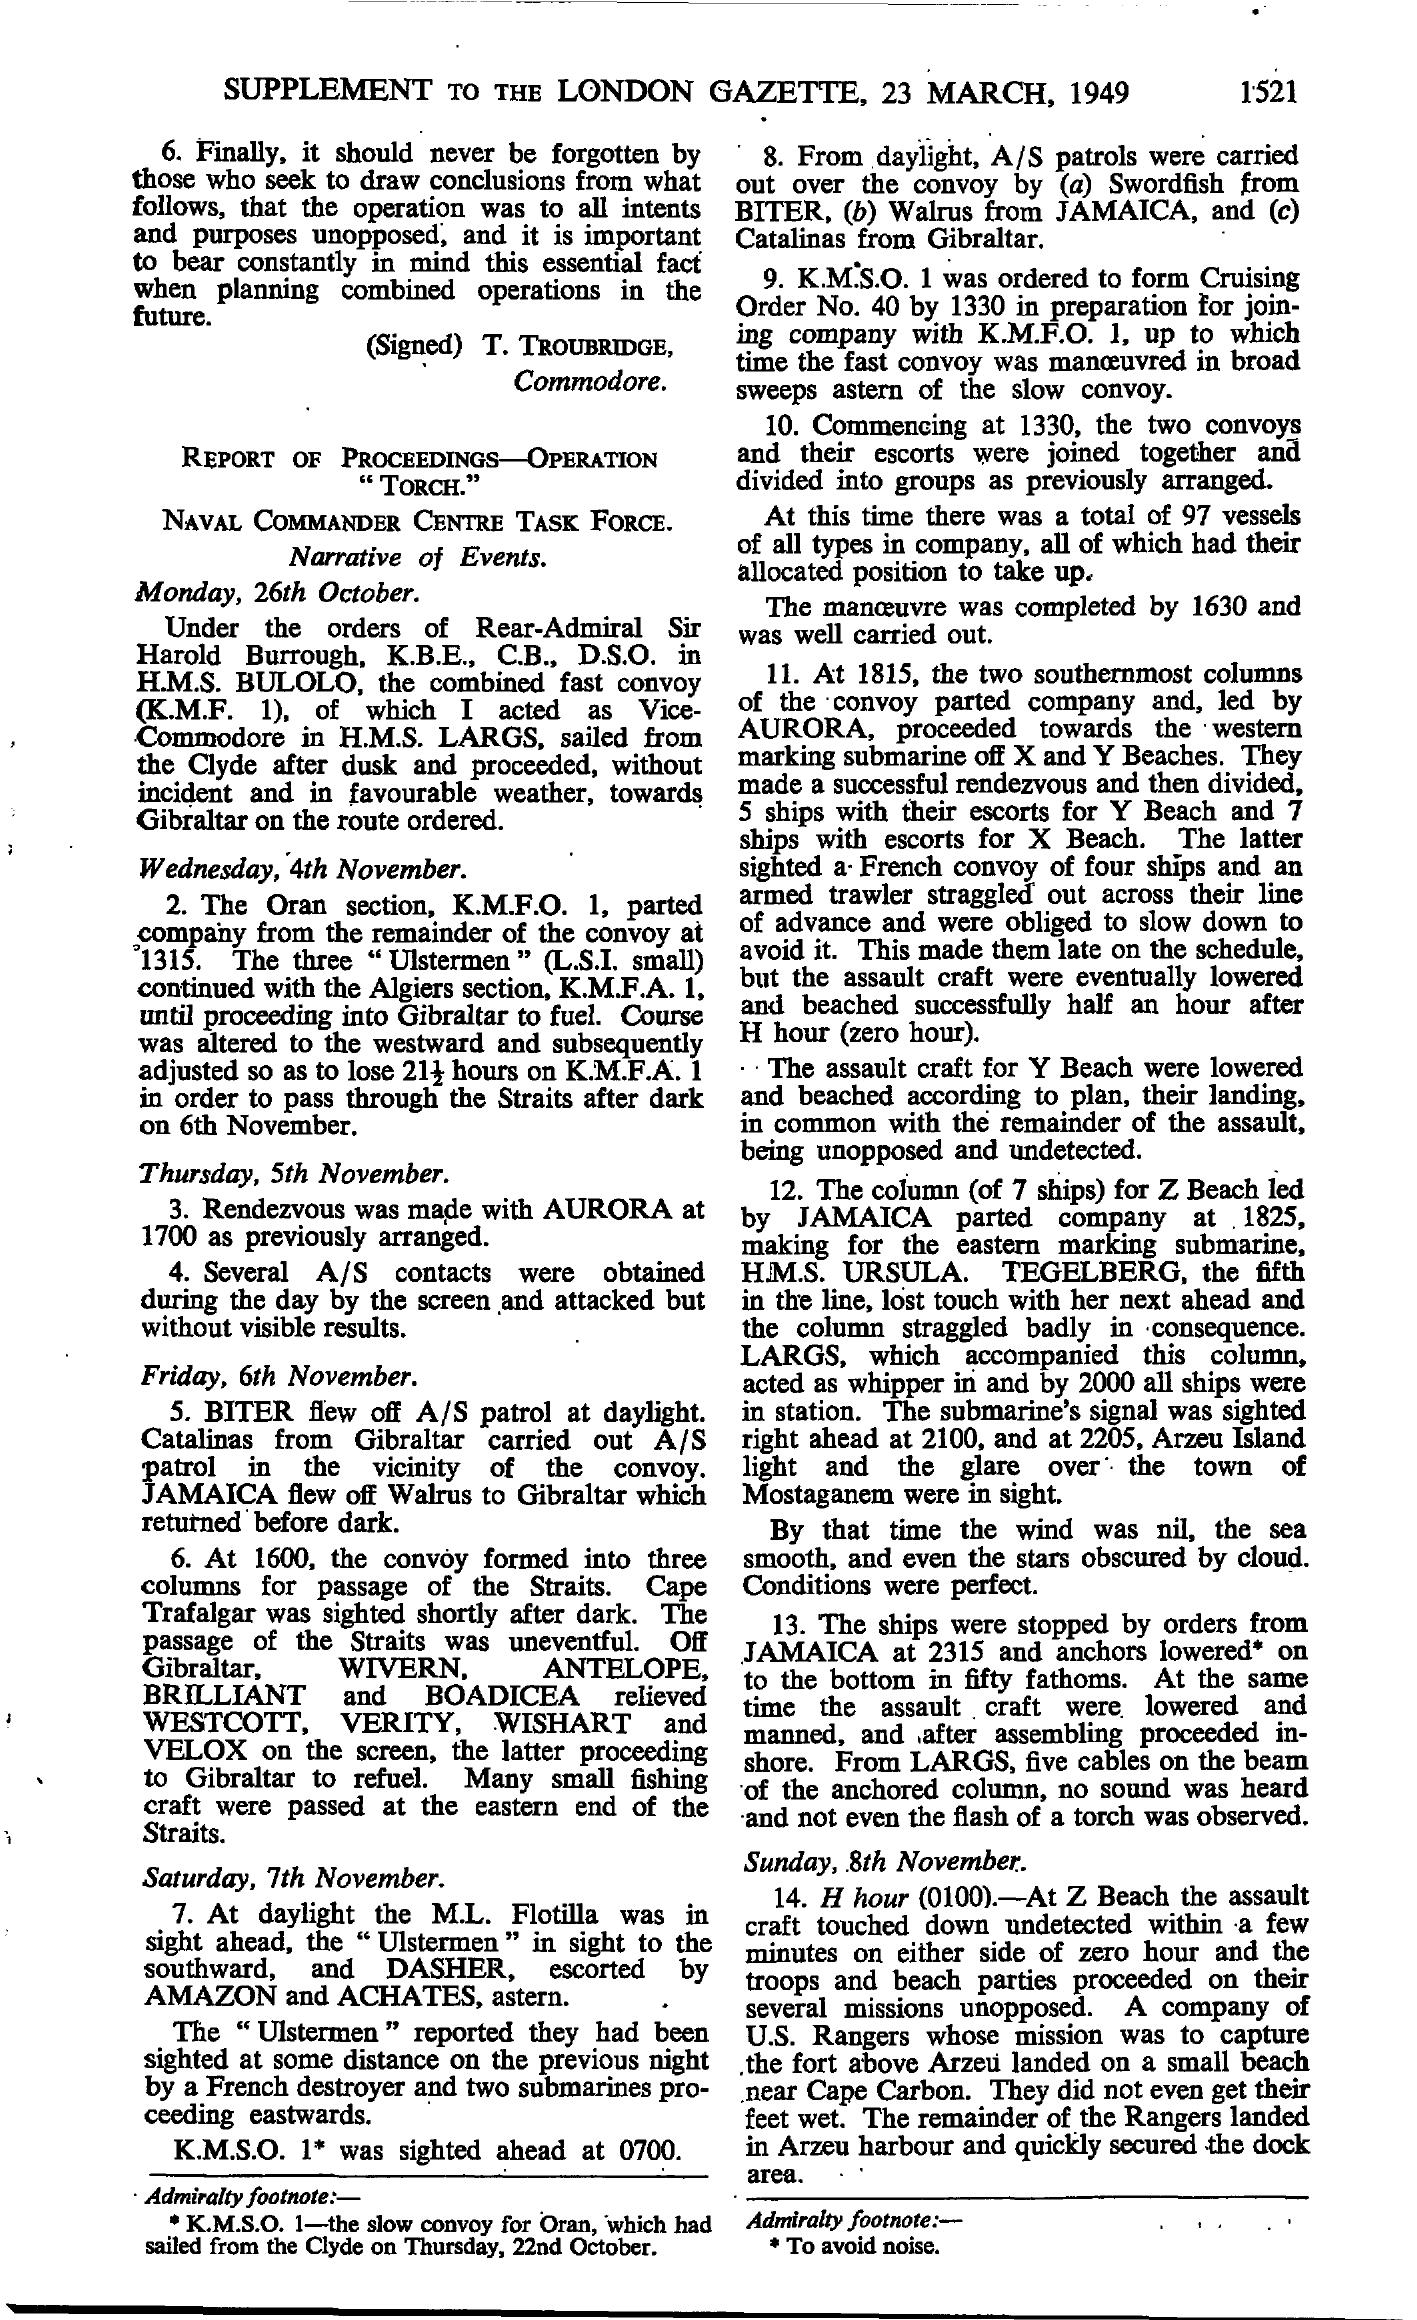 SUPPLEMENT TO THE LONDON GAZETTE, 23 MARCH, 1949 1521
6. Finally, it should never be forgotten by
those who seek to draw conclusions from what
follows, that the operation was to all intents
and purposes unopposed, and it is important
to bear constantly in mind this essential fact
when planning combined operations in the
future.
(Signed) T. TROUBRIDGE,
Commodore.
REPORT OF PROCEEDINGS—OPERATION
"TORCH."
NAVAL COMMANDER CENTRE TASK FORCE.
Narrative of Events.
Monday, 26th October.
Under the orders of Rear-Admiral Sir
Harold Burrough, K.B.E., C.B., D.S.O. in
H.M.S. BULOLO, the combined fast convoy
(K.M.F. 1), of which I acted as Vice-
Commodore in H.M.S. LARGS, sailed from
the Clyde after dusk and proceeded, without
incident and in favourable weather, towards
Gibraltar on the route ordered.
Wednesday, 4th November.
2. The Oran section, K.M.F.O. 1, parted
company from the remainder of the convoy at
1315. The three "Ulstermen" (L.S.I. small)
continued with the Algiers section, K.M.F.A. 1,
until proceeding into Gibraltar to fuel. Course
was altered to the westward and subsequently
adjusted so as to lose 21½ hours on K.M.F.A. 1
in order to pass through the Straits after dark
on 6th November.
Thursday, 5th November.
3. Rendezvous was made with AURORA at
1700 as previously arranged.
4. Several A/S contacts were obtained
during the day by the screen and attacked but
without visible results.
Friday, 6th November.
5. BITER flew off A/S patrol at daylight.
Catalinas from Gibraltar carried out A/S
patrol in the vicinity of the convoy.
JAMAICA flew off Walrus to Gibraltar which
returned before dark.
6. At 1600, the convoy formed into three
columns for passage of the Straits. Cape
Trafalgar was sighted shortly after dark. The
passage of the Straits was uneventful. Off
Gibraltar, WIVERN, ANTELOPE,
BRILLIANT and BOADICEA relieved
WESTCOTT, VERITY, WISHART and
VELOX on the screen, the latter proceeding
to Gibraltar to refuel. Many small fishing
craft were passed at the eastern end of the
Straits.
Saturday, 7th November.
7. At daylight the M.L. Flotilla was in
sight ahead, the "Ulstermen" in sight to the
southward, and DASHER, escorted by
AMAZON and ACHATES, astern.
The "Ulstermen" reported they had been
sighted at some distance on the previous night
by a French destroyer and two submarines pro-
ceeding eastwards.
K.M.S.O. 1* was sighted ahead at 0700.
Admiralty footnote:—
* K.M.S.O. 1—the slow convoy for Oran, which had
sailed from the Clyde on Thursday, 22nd October.
8. From daylight, A/S patrols were carried
out over the convoy by (a) Swordfish from
BITER, (b) Walrus from JAMAICA, and (c)
Catalinas from Gibraltar.
9. K.M.S.O. 1 was ordered to form Cruising
Order No. 40 by 1330 in preparation for join-
ing company with K.M.F.O. 1, up to which
time the fast convoy was manœuvred in broad
sweeps astern of the slow convoy.
10. Commencing at 1330, the two convoys
and their escorts were joined together and
divided into groups as previously arranged.
At this time there was a total of 97 vessels
of all types in company, all of which had their
allocated position to take up.
The manœuvre was completed by 1630 and
was well carried out.
11. At 1815, the two southernmost columns
of the convoy parted company and, led by
AURORA, proceeded towards the western
marking submarine off X and Y Beaches. They
made a successful rendezvous and then divided,
5 ships with their escorts for Y Beach and 7
ships with escorts for X Beach. The latter
sighted a French convoy of four ships and an
armed trawler straggled out across their line
of advance and were obliged to slow down to
avoid it. This made them late on the schedule,
but the assault craft were eventually lowered
and beached successfully half an hour after
H hour (zero hour).
The assault craft for Y Beach were lowered
and beached according to plan, their landing,
in common with the remainder of the assault,
being unopposed and undetected.
12. The column (of 7 ships) for Z Beach led
by JAMAICA parted company at 1825,
making for the eastern marking submarine,
H.M.S. URSULA. TEGELBERG, the fifth
in the line, lost touch with her next ahead and
the column straggled badly in consequence.
LARGS, which accompanied this column,
acted as whipper in and by 2000 all ships were
in station. The submarine's signal was sighted
right ahead at 2100, and at 2205, Arzeu Island
light and the glare over the town of
Mostaganem were in sight.
By that time the wind was nil, the sea
smooth, and even the stars obscured by cloud.
Conditions were perfect.
13. The ships were stopped by orders from
JAMAICA at 2315 and anchors lowered* on
to the bottom in fifty fathoms. At the same
time the assault craft were lowered and
manned, and after assembling proceeded in-
shore. From LARGS, five cables on the beam
of the anchored column, no sound was heard
and not even the flash of a torch was observed.
Sunday, 8th November.
14. H hour (0100).—At Z Beach the assault
craft touched down undetected within a few
minutes on either side of zero hour and the
troops and beach parties proceeded on their
several missions unopposed. A company of
U.S. Rangers whose mission was to capture
the fort above Arzeu landed on a small beach
near Cape Carbon. They did not even get their
feet wet. The remainder of the Rangers landed
in Arzeu harbour and quickly secured the dock
area.
Admiralty footnote:—
* To avoid noise.